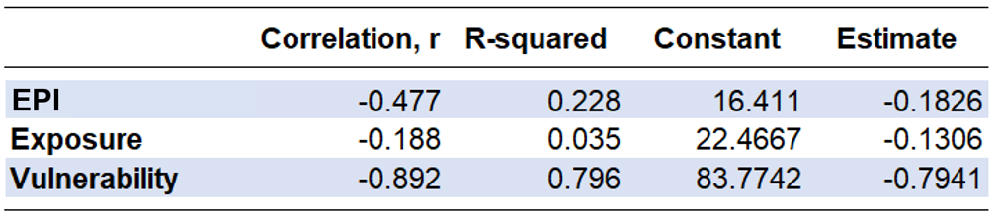 Correlation, r R-squared Constant Estimate
EPI -0.477 0.228 16.411 -0.1826
Exposure -0.188 0.035 22.4667 -0.1306
Vulnerability -0.892 0.796 83.7742 -0.7941